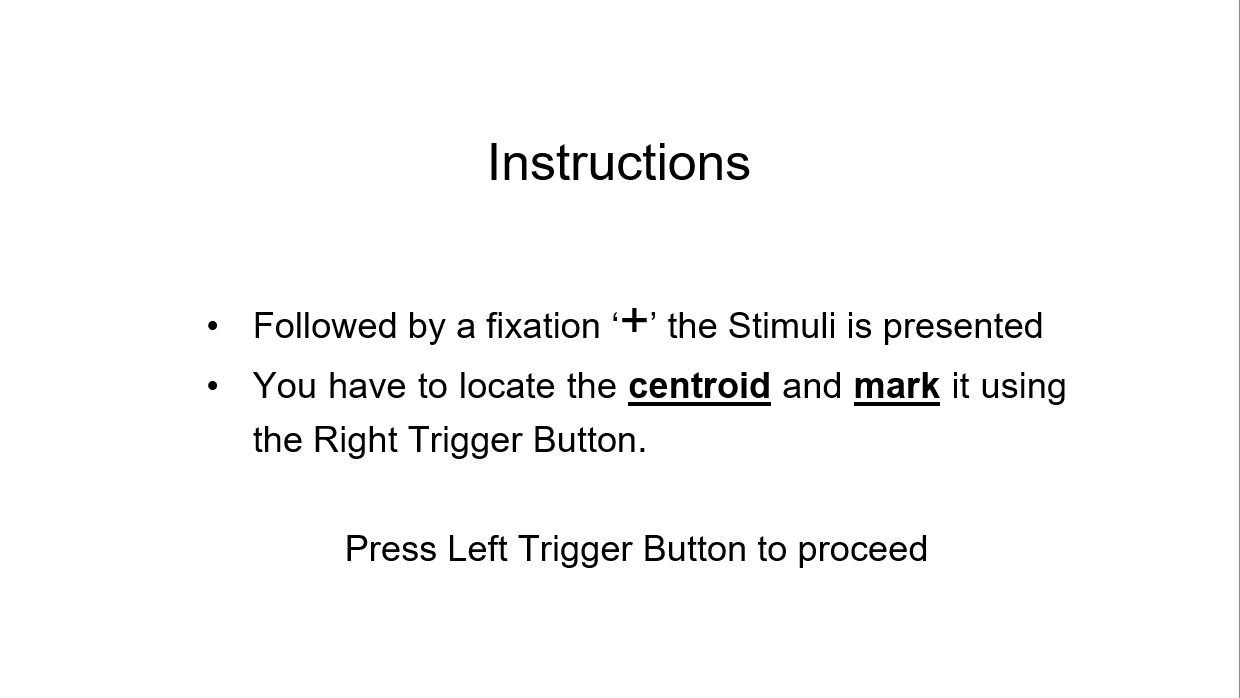 Instructions
• Followed by a fixation ‘+’ the Stimuli is presented
• You have to locate the centroid and mark it using
the Right Trigger Button.
Press Left Trigger Button to proceed